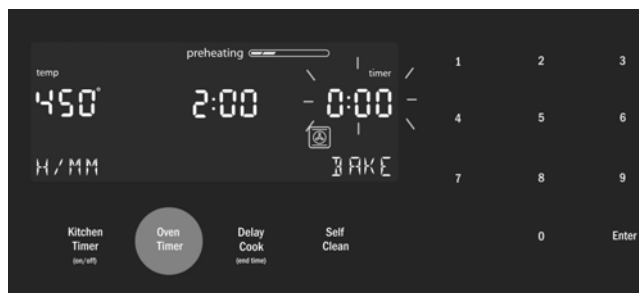 preheating
temp
timer
450°
2:00
0:00
H/MM
BAKE
1 2 3
4 5 6
7 8 9
0 Enter
Kitchen
Timer
(on/off)
Oven
Timer
Delay
Cook
(end time)
Self
Clean